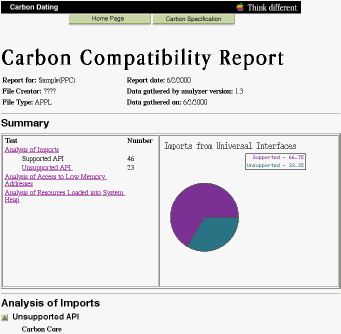 Carbon Dating
Think different
Home Page
Carbon Specification
Carbon Compatibility Report
Report for: Sample(PPC)
Report date: 6/2/2000
File Creator: ????
Data gathered by analyzer version: 1.3
File Type: APPL
Data gathered on: 6/2/2000
Summary
Test Number
Analysis of Imports
Supported API 46
Unsupported API 23
Analysis of Access to Low Memory
Addresses
Analysis of Resources Loaded into System
Heap
Imports from Universal Interfaces
Supported - 66.7%
Unsupported - 33.3%
Analysis of Imports
Unsupported API
Carbon Core